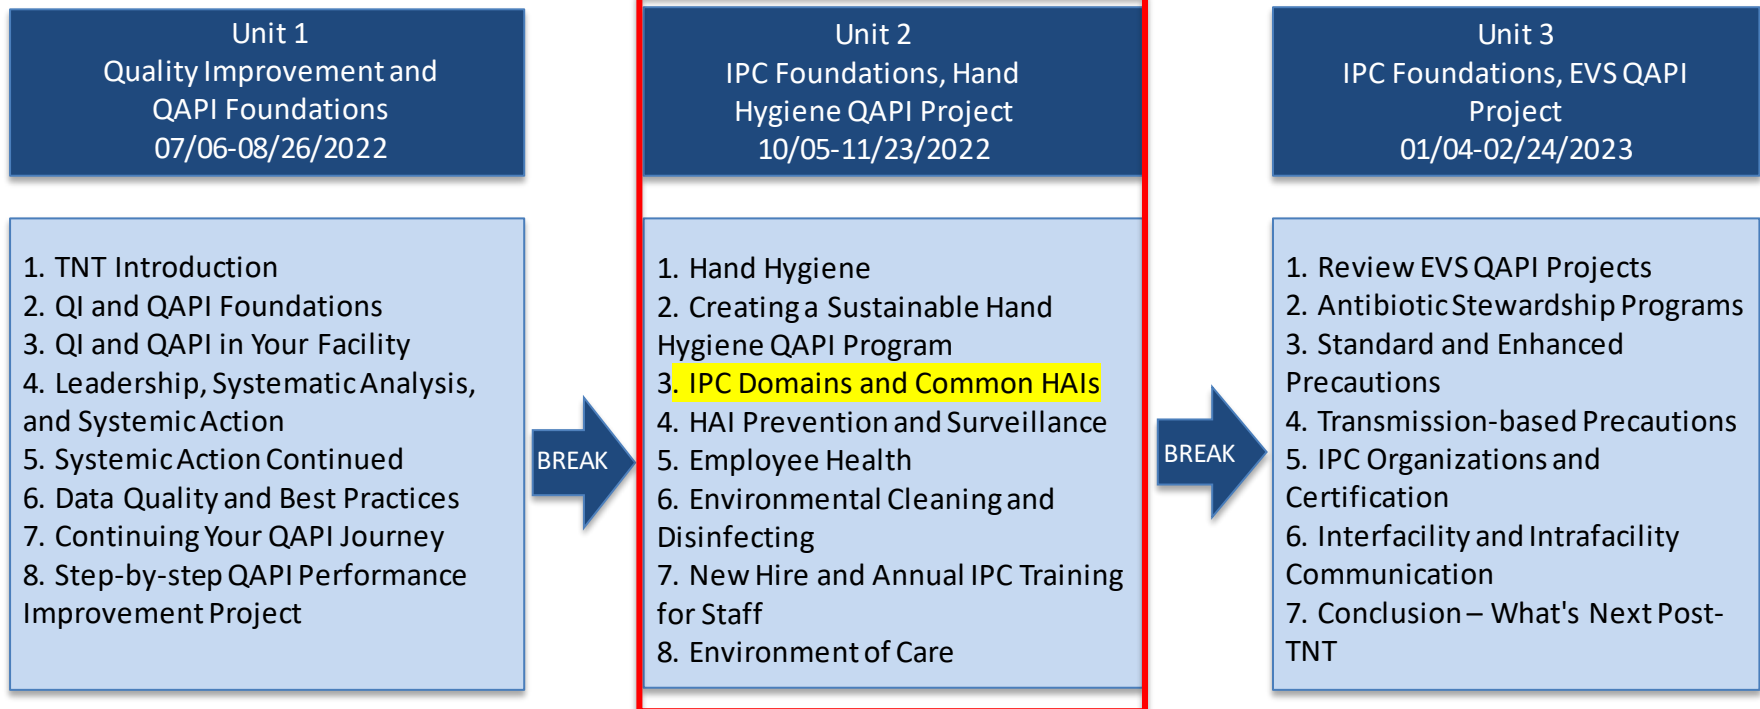 Unit 1
Quality Improvement and
QAPI Foundations
07/06-08/26/2022
1. TNT Introduction
2. QI and QAPI Foundations
3. QI and QAPI in Your Facility
4. Leadership, Systematic Analysis,
and Systemic Action
5. Systemic Action Continued
6. Data Quality and Best Practices
7. Continuing Your QAPI Journey
8. Step-by-step QAPI Performance
Improvement Project
BREAK
Unit 2
IPC Foundations, Hand
Hygiene QAPI Project
10/05-11/23/2022
1. Hand Hygiene
2. Creating a Sustainable Hand
Hygiene QAPI Program
3. IPC Domains and Common HAIs
4. HAI Prevention and Surveillance
5. Employee Health
6. Environmental Cleaning and
Disinfecting
7. New Hire and Annual IPC Training
for Staff
8. Environment of Care
BREAK
Unit 3
IPC Foundations, EVS QAPI
Project
01/04-02/24/2023
1. Review EVS QAPI Projects
2. Antibiotic Stewardship Programs
3. Standard and Enhanced
Precautions
4. Transmission-based Precautions
5. IPC Organizations and
Certification
6. Interfacility and Intrafacility
Communication
7. Conclusion – What's Next Post-
TNT